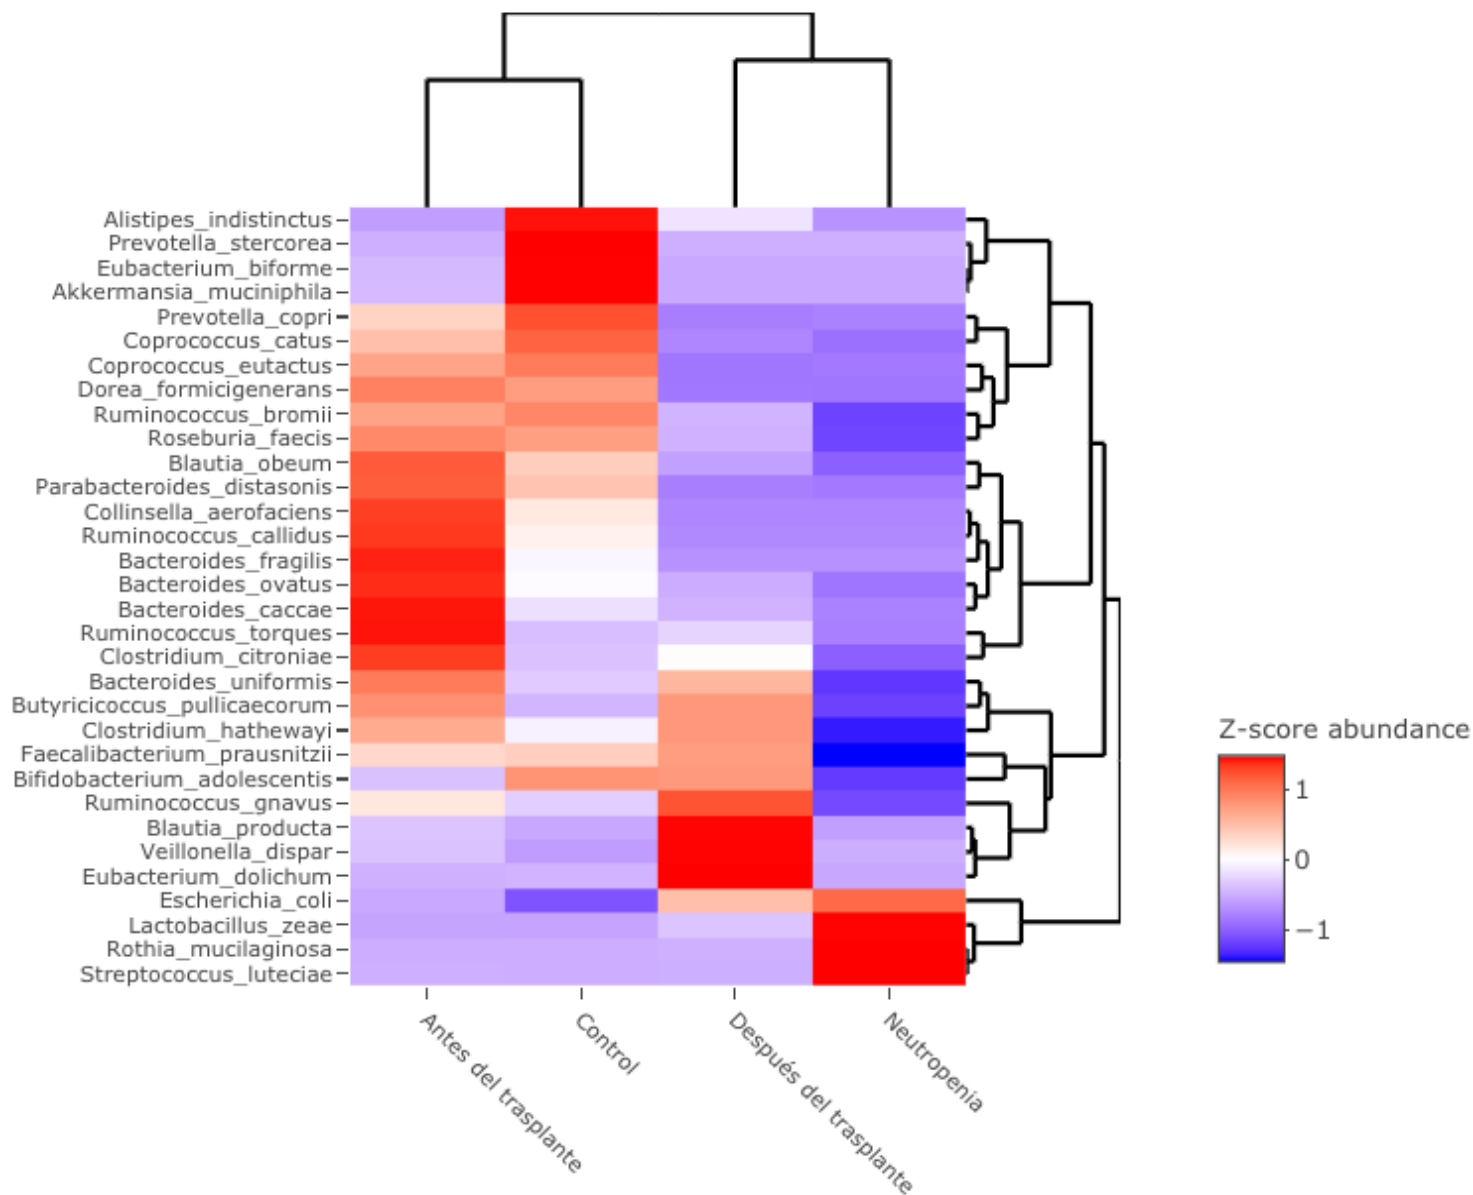 Alistipes_indistinctus
Prevotella_stercorea
Eubacterium_biforme
Akkermansia_muciniphila
Prevotella_copri
Coprococcus_catus
Coprococcus_eutactus
Dorea_formicigenerans
Ruminococcus_bromii
Roseburia_faecis
Blautia_obeum
Parabacteroides_distasonis
Collinsella_aerofaciens
Ruminococcus_callidus
Bacteroides_fragilis
Bacteroides_ovatus
Bacteroides_caccae
Ruminococcus_torques
Clostridium_citroniae
Bacteroides_uniformis
Butyricicoccus_pullicaecorum
Clostridium_hathewayi
Faecalibacterium_prausnitzii
Bifidobacterium_adolescentis
Ruminococcus_gnavus
Blautia_producta
Veillonella_dispar
Eubacterium_dolichum
Escherichia_coli
Lactobacillus_zeae
Rothia_mucilaginosa
Streptococcus_luteciae
Antes del trasplante
Control
Después del trasplante
Neutropenia
Z-score abundance
1
0
−1